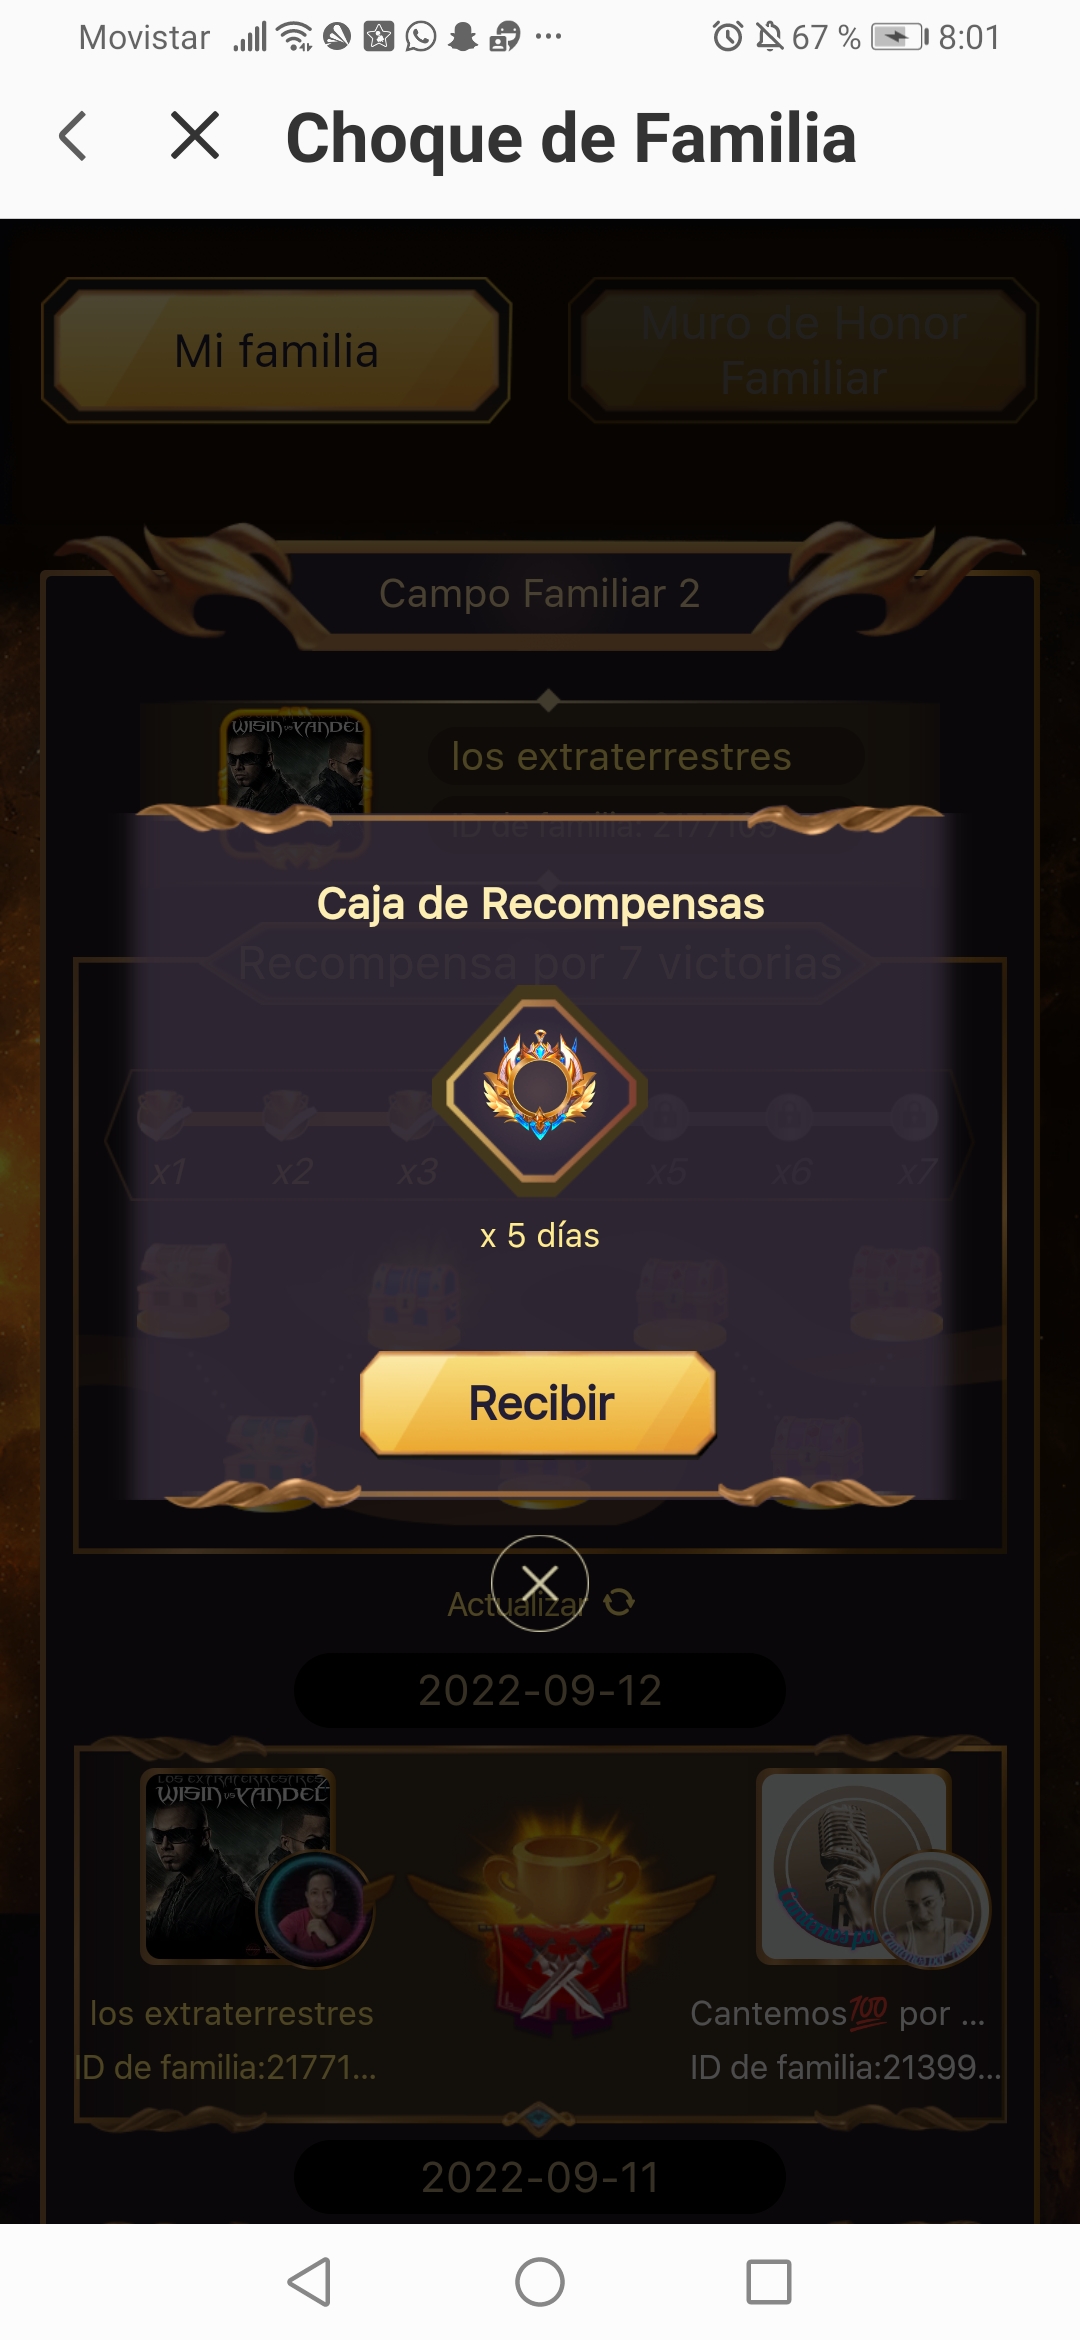 Movistar 67 % 8:01
Choque de Familia
Mi familia
Muro de Honor
Familiar
Campo Familiar 2
WISIN VS YANDEL
los extraterrestres
ID de familia: 2177109
Caja de Recompensas
Recompensa por 7 victorias
x1 x2 x3 x5 x6 x7
x 5 días
Recibir
Actualizar
2022-09-12
LOS EXTRATERRESTRES
WISIN VS YANDEL
los extraterrestres
ID de familia:21771...
Cantemos💯 por ...
ID de familia:21399...
2022-09-11